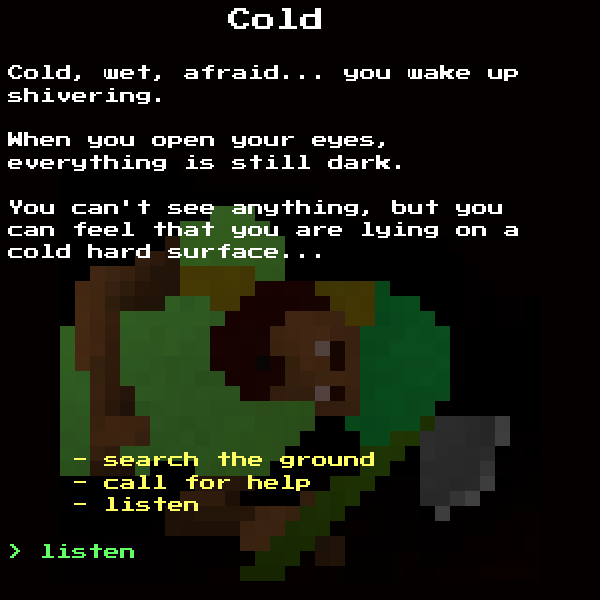 Cold
Cold, wet, afraid... you wake up
shivering.
When you open your eyes,
everything is still dark.
You can't see anything, but you
can feel that you are lying on a
cold hard surface...
- search the ground
- call for help
- listen
> listen